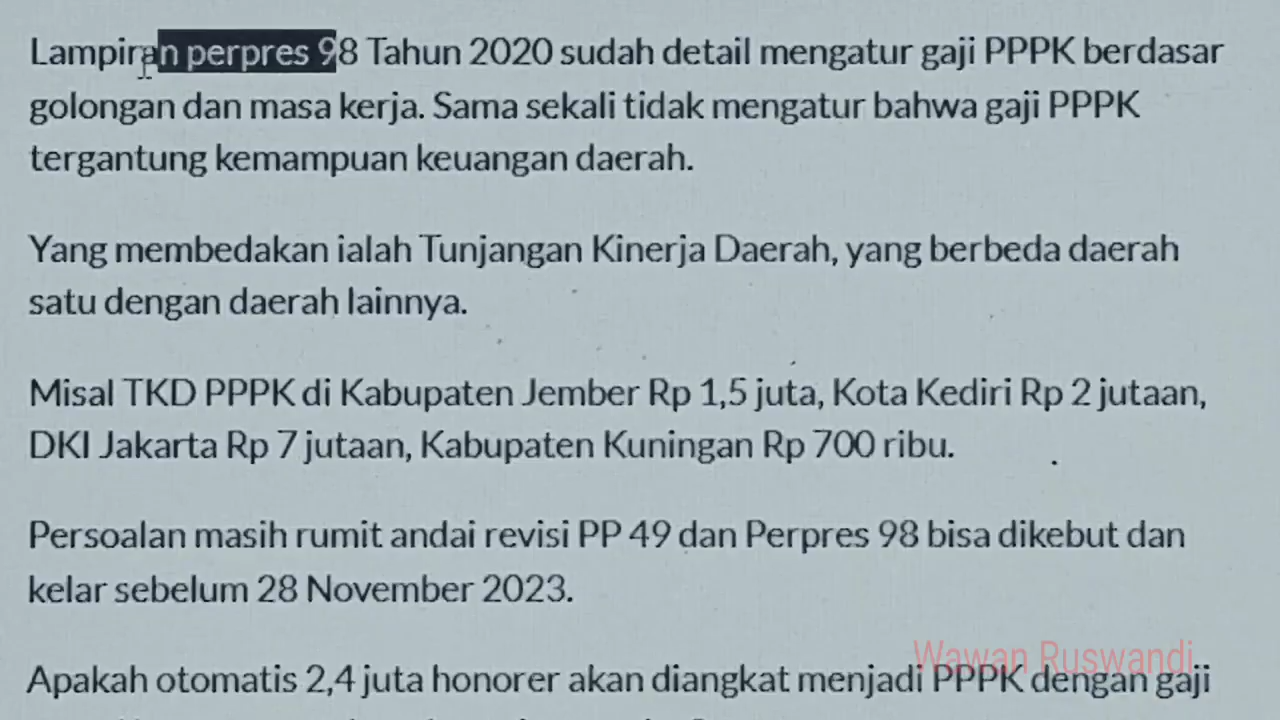 Lampiran perpres 98 Tahun 2020 sudah detail mengatur gaji PPPK berdasar
golongan dan masa kerja. Sama sekali tidak mengatur bahwa gaji PPPK
tergantung kemampuan keuangan daerah.
Yang membedakan ialah Tunjangan Kinerja Daerah, yang berbeda daerah
satu dengan daerah lainnya.
Misal TKD PPPK di Kabupaten Jember Rp 1,5 juta, Kota Kediri Rp 2 jutaan,
DKI Jakarta Rp 7 jutaan, Kabupaten Kuningan Rp 700 ribu.
Persoalan masih rumit andai revisi PP 49 dan Perpres 98 bisa dikebut dan
kelar sebelum 28 November 2023.
Wawan Ruswandi
Apakah otomatis 2,4 juta honorer akan diangkat menjadi PPPK dengan gaji